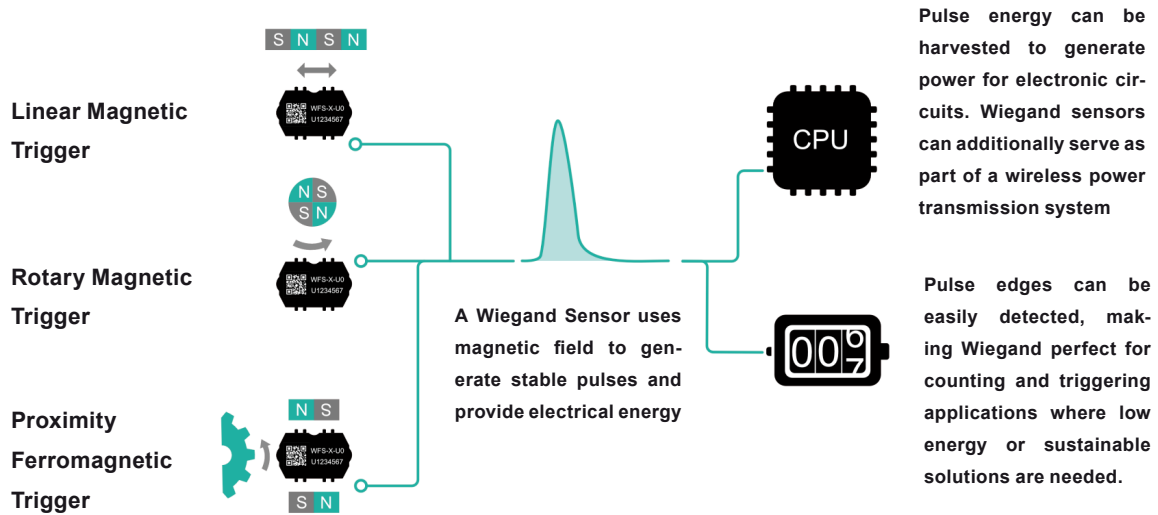 S N S N
WFS-X-U0
U1234567
Linear Magnetic
Trigger
N S
S N
WFS-X-U0
U1234567
Rotary Magnetic
Trigger
N S
WFS-X-U0
U1234567
S N
Proximity
Ferromagnetic
Trigger
A Wiegand Sensor uses
magnetic field to gen-
erate stable pulses and
provide electrical energy
CPU
Pulse energy can be
harvested to generate
power for electronic cir-
cuits. Wiegand sensors
can additionally serve as
part of a wireless power
transmission system
00
6
7
Pulse edges can be
easily detected, mak-
ing Wiegand perfect for
counting and triggering
applications where low
energy or sustainable
solutions are needed.